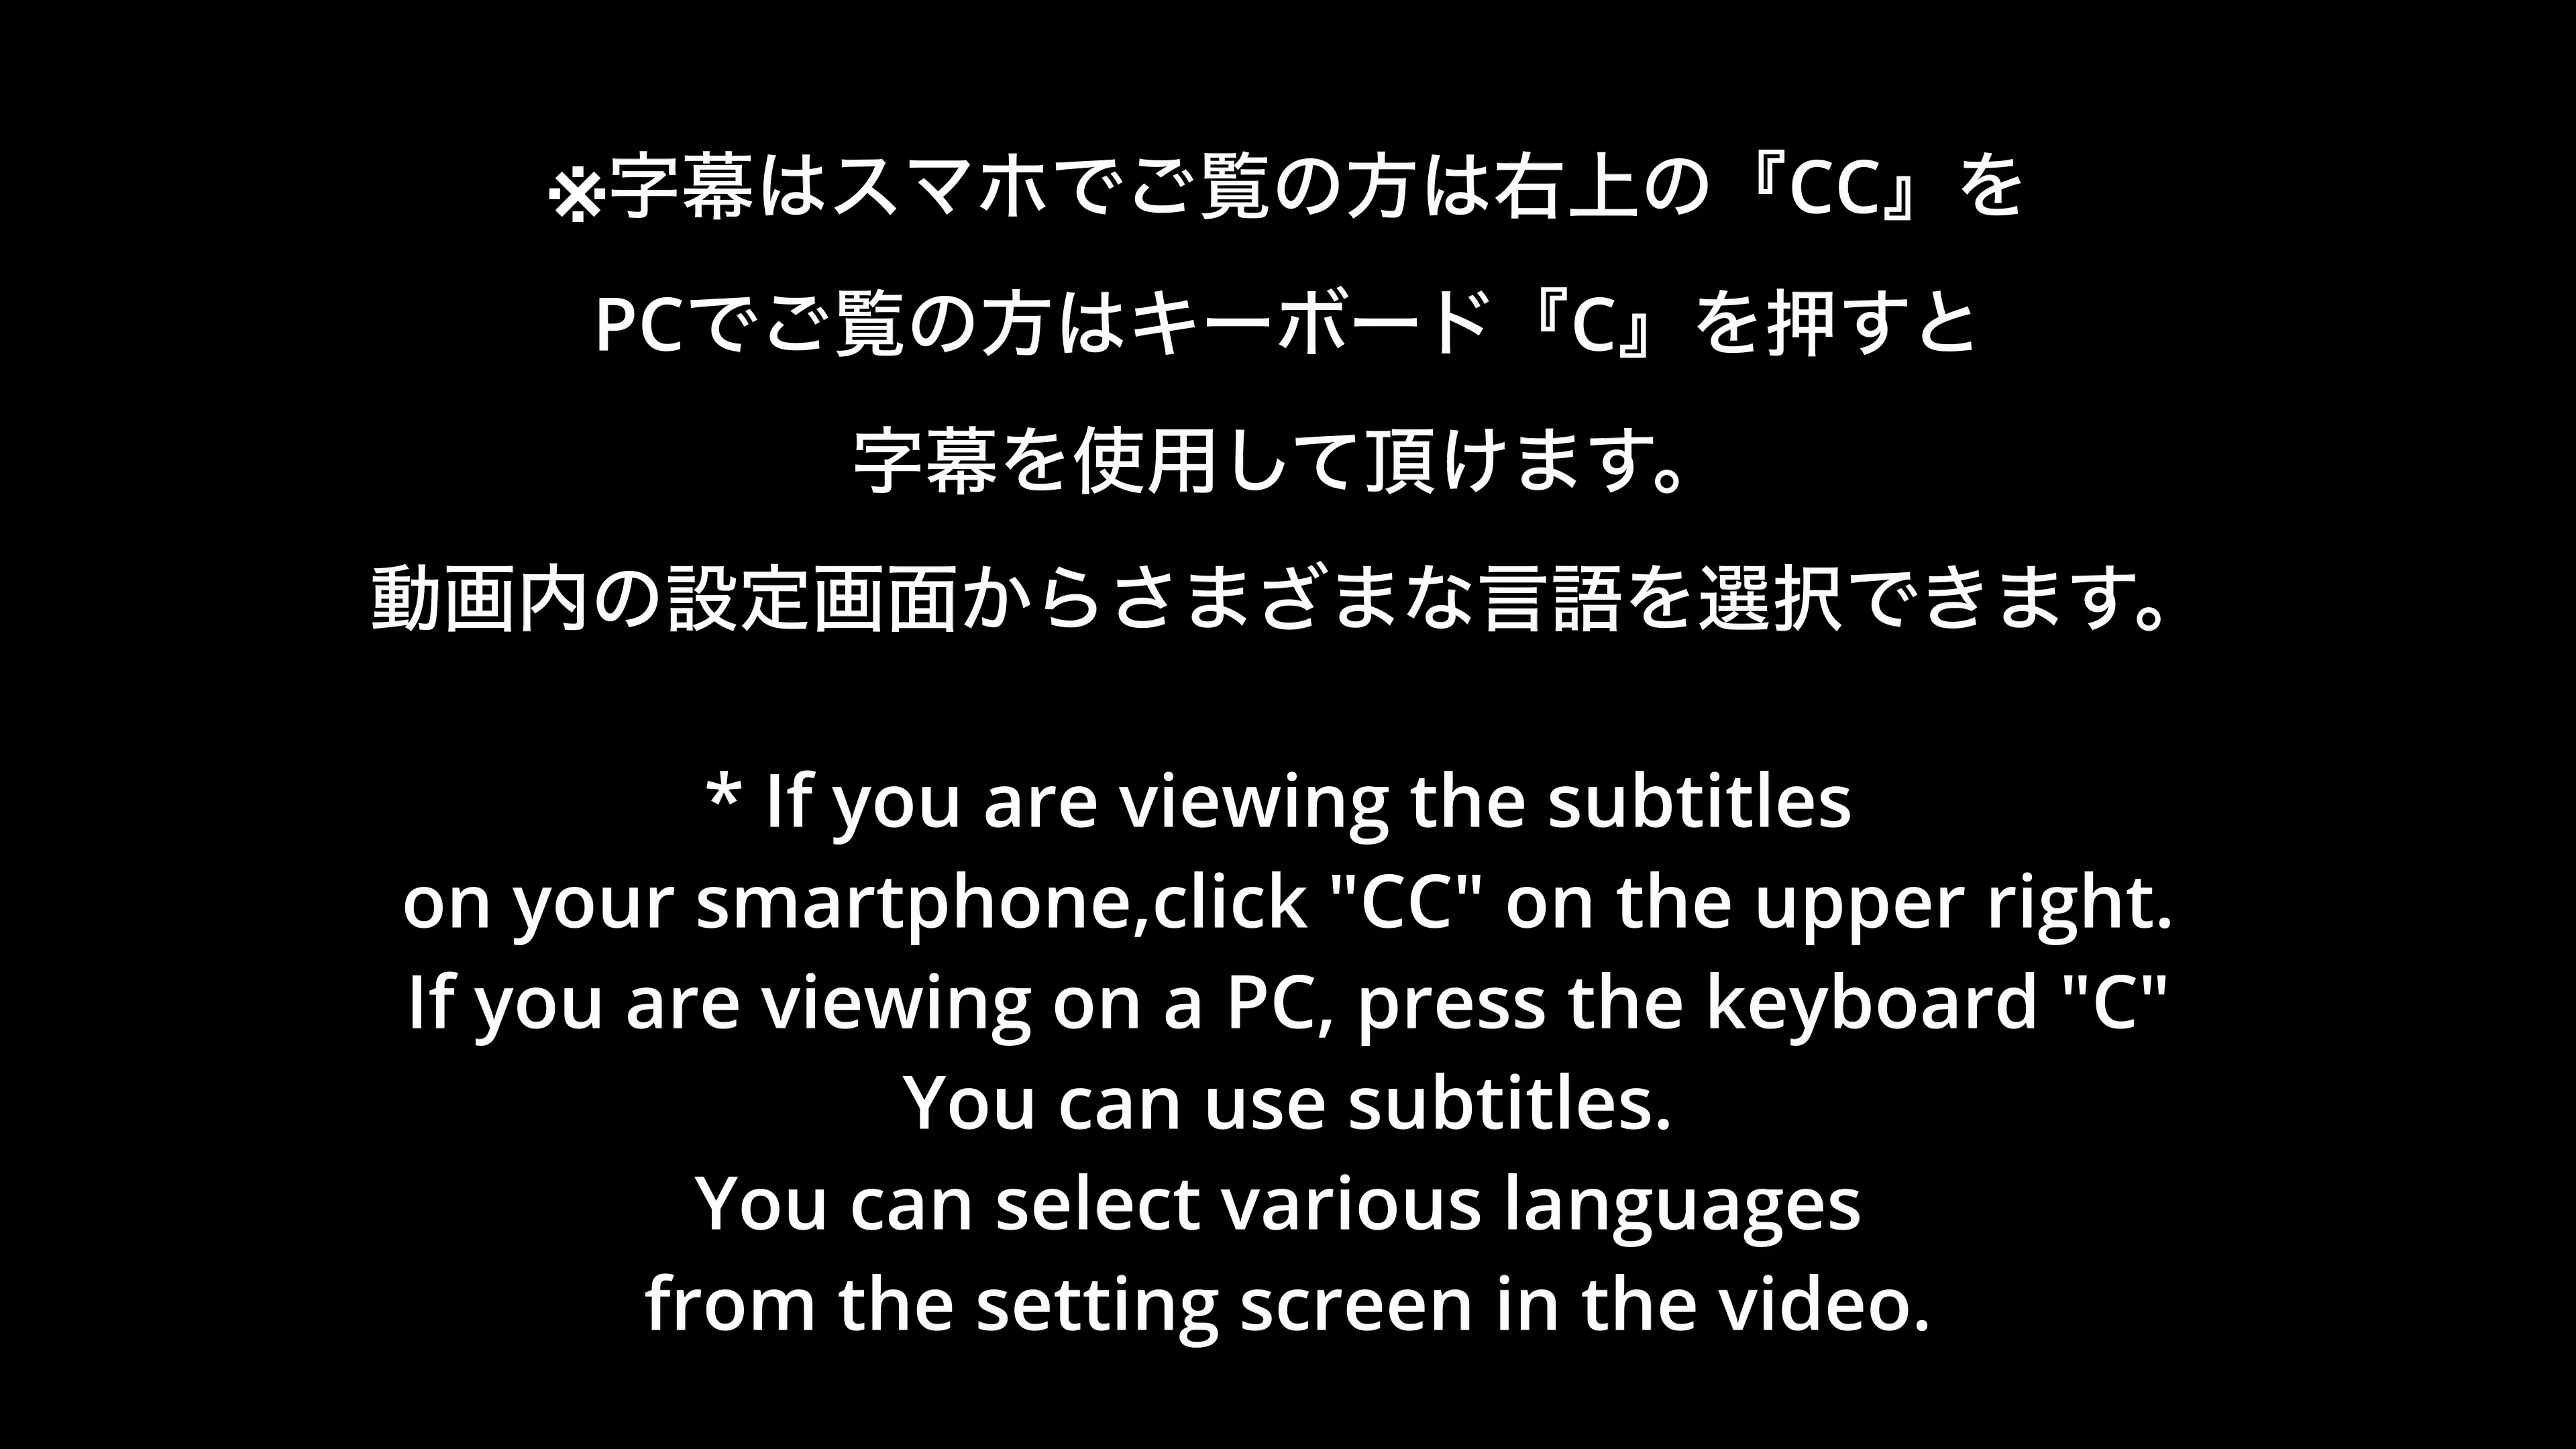 ※字幕はスマホでご覧の方は右上の『CC』を
PCでご覧の方はキーボード『C』を押すと
字幕を使用して頂けます。
動画内の設定画面からさまざまな言語を選択できます。
* If you are viewing the subtitles
on your smartphone,click "CC" on the upper right.
If you are viewing on a PC, press the keyboard "C"
You can use subtitles.
You can select various languages
from the setting screen in the video.